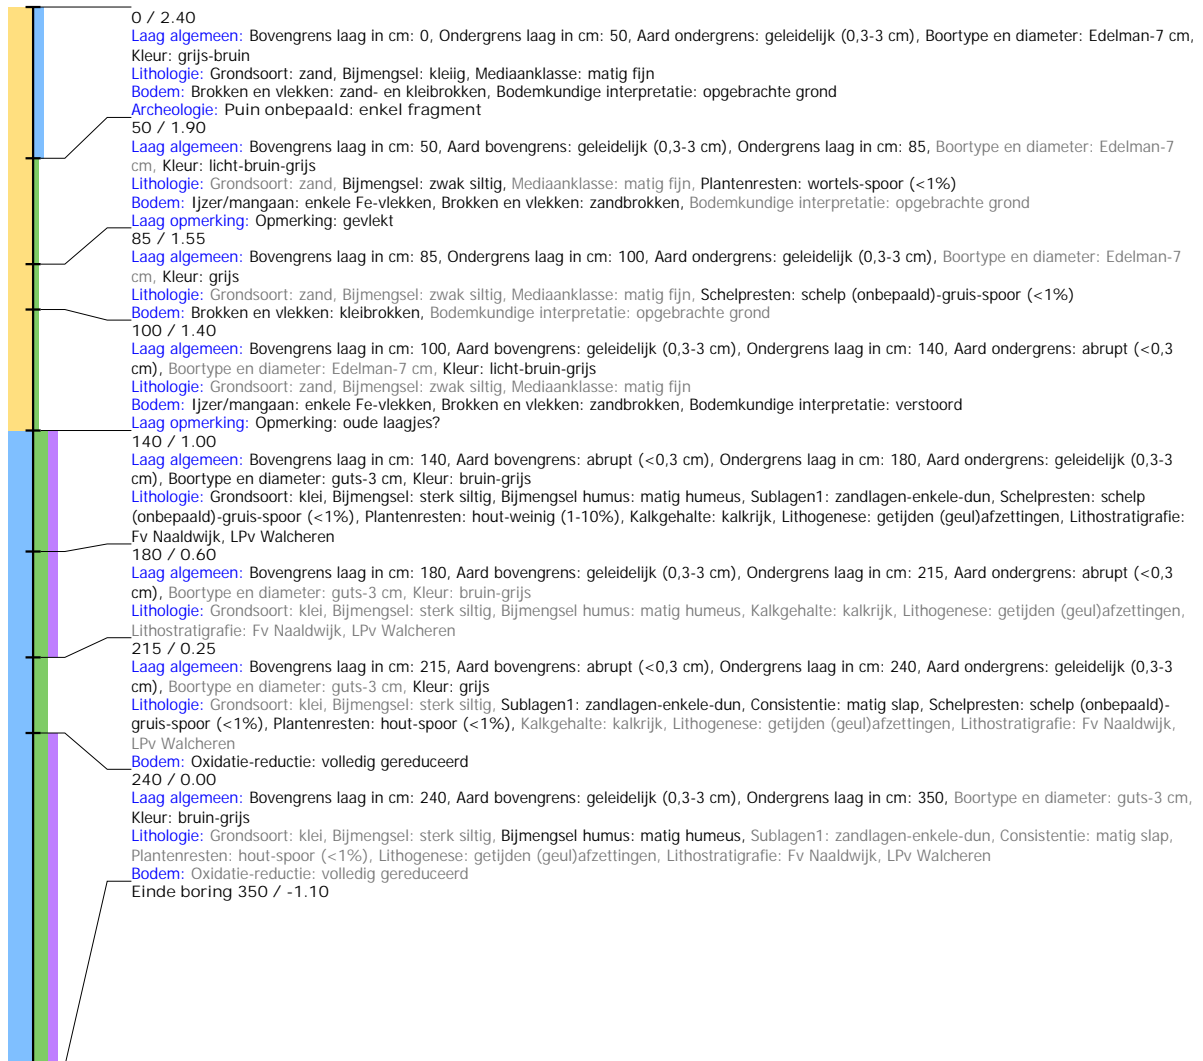 0 / 2.40
Laag algemeen: Bovengrens laag in cm: 0, Ondergrens laag in cm: 50, Aard ondergrens: geleidelijk (0,3-3 cm), Boortype en diameter: Edelman-7 cm,
Kleur: grijs-bruin
Lithologie: Grondsoort: zand, Bijmengsel: kleiig, Mediaanklasse: matig fijn
Bodem: Brokken en vlekken: zand- en kleibrokken, Bodemkundige interpretatie: opgebrachte grond
Archeologie: Puin onbepaald: enkel fragment
50 / 1.90
Laag algemeen: Bovengrens laag in cm: 50, Aard bovengrens: geleidelijk (0,3-3 cm), Ondergrens laag in cm: 85, Boortype en diameter: Edelman-7
cm, Kleur: licht-bruin-grijs
Lithologie: Grondsoort: zand, Bijmengsel: zwak siltig, Mediaanklasse: matig fijn, Plantenresten: wortels-spoor (<1%)
Bodem: Ijzer/mangaan: enkele Fe-vlekken, Brokken en vlekken: zandbrokken, Bodemkundige interpretatie: opgebrachte grond
Laag opmerking: Opmerking: gevlekt
85 / 1.55
Laag algemeen: Bovengrens laag in cm: 85, Ondergrens laag in cm: 100, Aard ondergrens: geleidelijk (0,3-3 cm), Boortype en diameter: Edelman-7
cm, Kleur: grijs
Lithologie: Grondsoort: zand, Bijmengsel: zwak siltig, Mediaanklasse: matig fijn, Schelpresten: schelp (onbepaald)-gruis-spoor (<1%)
Bodem: Brokken en vlekken: kleibrokken, Bodemkundige interpretatie: opgebrachte grond
100 / 1.40
Laag algemeen: Bovengrens laag in cm: 100, Aard bovengrens: geleidelijk (0,3-3 cm), Ondergrens laag in cm: 140, Aard ondergrens: abrupt (<0,3
cm), Boortype en diameter: Edelman-7 cm, Kleur: licht-bruin-grijs
Lithologie: Grondsoort: zand, Bijmengsel: zwak siltig, Mediaanklasse: matig fijn
Bodem: Ijzer/mangaan: enkele Fe-vlekken, Brokken en vlekken: zandbrokken, Bodemkundige interpretatie: verstoord
Laag opmerking: Opmerking: oude laagjes?
140 / 1.00
Laag algemeen: Bovengrens laag in cm: 140, Aard bovengrens: abrupt (<0,3 cm), Ondergrens laag in cm: 180, Aard ondergrens: geleidelijk (0,3-3
cm), Boortype en diameter: guts-3 cm, Kleur: bruin-grijs
Lithologie: Grondsoort: klei, Bijmengsel: sterk siltig, Bijmengsel humus: matig humeus, Sublagen1: zandlagen-enkele-dun, Schelpresten: schelp
(onbepaald)-gruis-spoor (<1%), Plantenresten: hout-weinig (1-10%), Kalkgehalte: kalkrijk, Lithogenese: getijden (geul)afzettingen, Lithostratigrafie:
Fv Naaldwijk, LPv Walcheren
180 / 0.60
Laag algemeen: Bovengrens laag in cm: 180, Aard bovengrens: geleidelijk (0,3-3 cm), Ondergrens laag in cm: 215, Aard ondergrens: abrupt (<0,3
cm), Boortype en diameter: guts-3 cm, Kleur: bruin-grijs
Lithologie: Grondsoort: klei, Bijmengsel: sterk siltig, Bijmengsel humus: matig humeus, Kalkgehalte: kalkrijk, Lithogenese: getijden (geul)afzettingen,
Lithostratigrafie: Fv Naaldwijk, LPv Walcheren
215 / 0.25
Laag algemeen: Bovengrens laag in cm: 215, Aard bovengrens: abrupt (<0,3 cm), Ondergrens laag in cm: 240, Aard ondergrens: geleidelijk (0,3-3
cm), Boortype en diameter: guts-3 cm, Kleur: grijs
Lithologie: Grondsoort: klei, Bijmengsel: sterk siltig, Sublagen1: zandlagen-enkele-dun, Consistentie: matig slap, Schelpresten: schelp (onbepaald)-
gruis-spoor (<1%), Plantenresten: hout-spoor (<1%), Kalkgehalte: kalkrijk, Lithogenese: getijden (geul)afzettingen, Lithostratigrafie: Fv Naaldwijk,
LPv Walcheren
Bodem: Oxidatie-reductie: volledig gereduceerd
240 / 0.00
Laag algemeen: Bovengrens laag in cm: 240, Aard bovengrens: geleidelijk (0,3-3 cm), Ondergrens laag in cm: 350, Boortype en diameter: guts-3 cm,
Kleur: bruin-grijs
Lithologie: Grondsoort: klei, Bijmengsel: sterk siltig, Bijmengsel humus: matig humeus, Sublagen1: zandlagen-enkele-dun, Consistentie: matig slap,
Plantenresten: hout-spoor (<1%), Lithogenese: getijden (geul)afzettingen, Lithostratigrafie: Fv Naaldwijk, LPv Walcheren
Bodem: Oxidatie-reductie: volledig gereduceerd
Einde boring 350 / -1.10